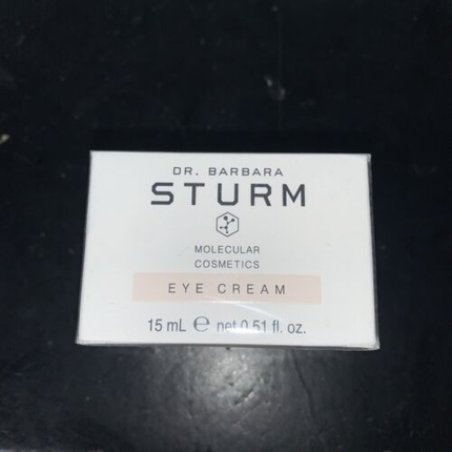 DR. BARBARA
STURM
MOLECULAR
COSMETICS
EYE CREAM
15 mL ℮ net 0.51 fl. oz.